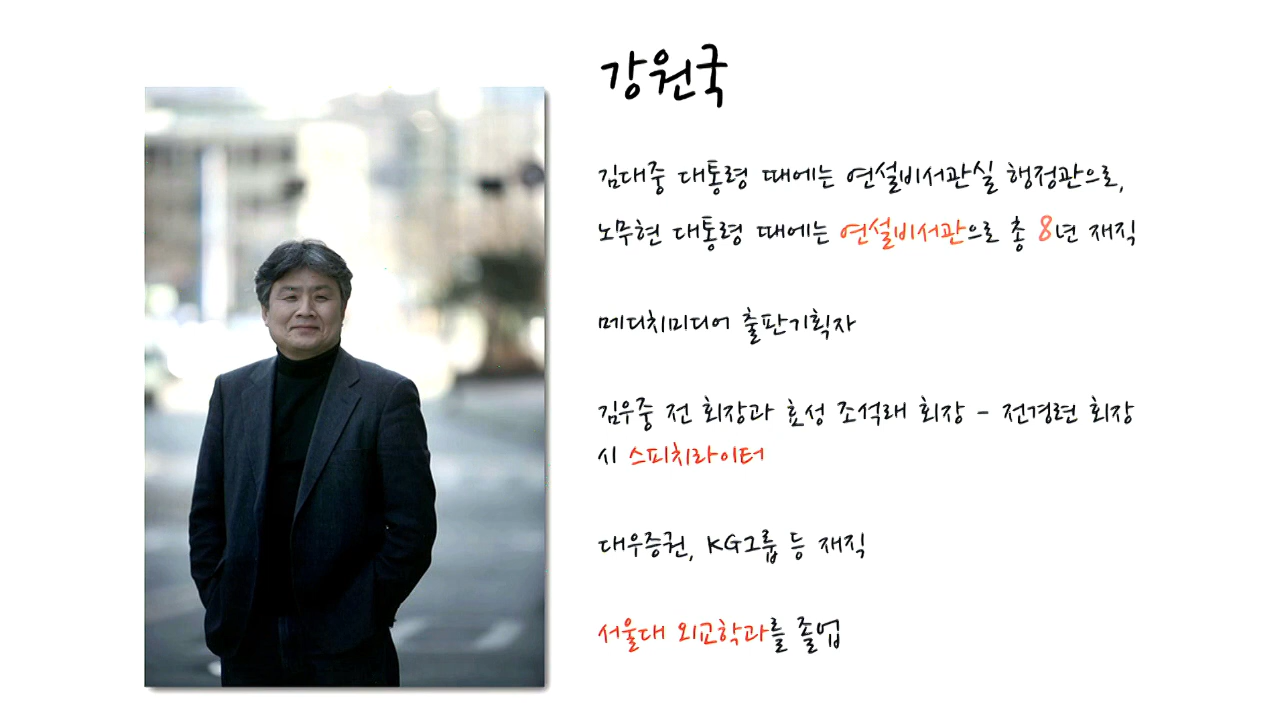 강원국
김대중 대통령 때에는 연설비서관실 행정관으로,
노무현 대통령 때에는 연설비서관으로 총 8년 재직
메디치미디어 출판기획자
김우중 전 회장과 효성 조석래 회장 - 전경련 회장
시 스피치라이터
대우증권, KG그룹 등 재직
서울대 외교학과를 졸업